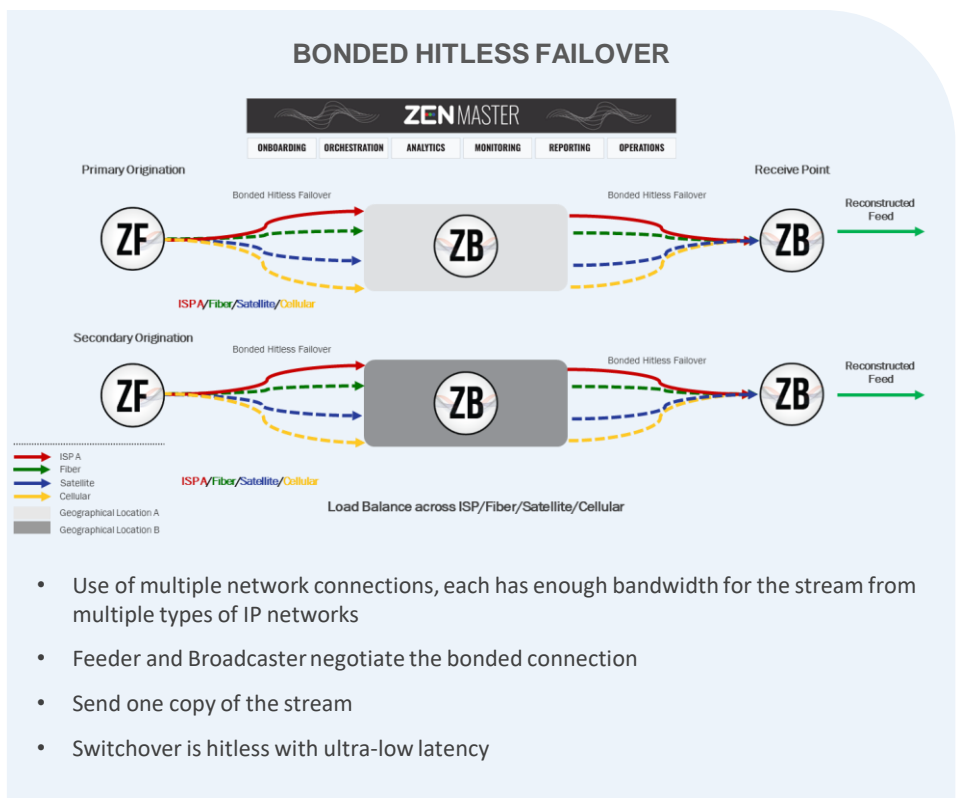 BONDED HITLESS FAILOVER
ZENMASTER
ONBOARDING ORCHESTRATION ANALYTICS MONITORING REPORTING OPERATIONS
Primary Origination
Receive Point
Bonded Hitless Failover
Bonded Hitless Failover
Reconstructed
Feed
ZF
ZB
ZB
ISP A/Fiber/Satellite/Cellular
Secondary Origination
Bonded Hitless Failover
Bonded Hitless Failover
Reconstructed
Feed
ZF
ZB
ZB
ISP A
Fiber
Satellite
Cellular
Geographical Location A
Geographical Location B
ISP A/Fiber/Satellite/Cellular
Load Balance across ISP/Fiber/Satellite/Cellular
• Use of multiple network connections, each has enough bandwidth for the stream from
multiple types of IP networks
• Feeder and Broadcaster negotiate the bonded connection
• Send one copy of the stream
• Switchover is hitless with ultra-low latency